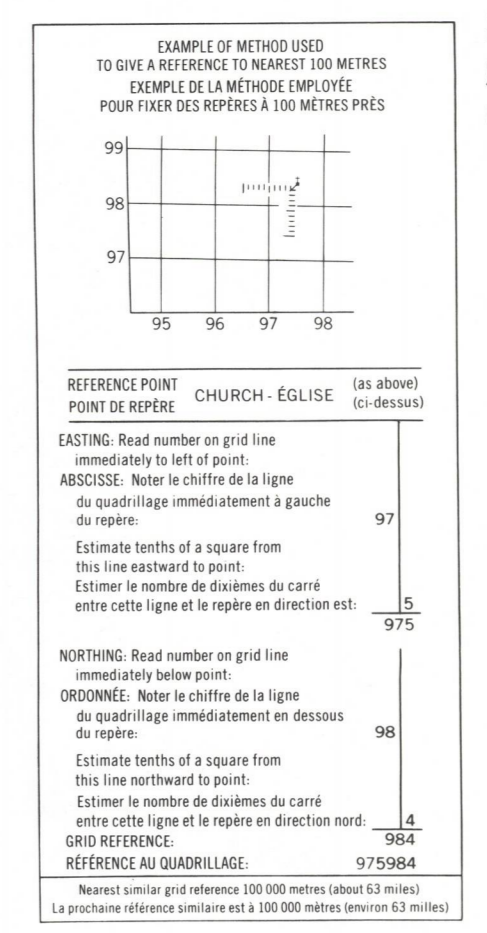 EXAMPLE OF METHOD USED
TO GIVE A REFERENCE TO NEAREST 100 METRES
EXEMPLE DE LA MÉTHODE EMPLOYÉE
POUR FIXER DES REPÈRES À 100 MÈTRES PRÈS
99
98
97
95 96 97 98
REFERENCE POINT
POINT DE REPÈRE
CHURCH - ÉGLISE
(as above)
(ci-dessus)
EASTING: Read number on grid line
immediately to left of point:
ABSCISSE: Noter le chiffre de la ligne
du quadrillage immédiatement à gauche
du repère: 97
Estimate tenths of a square from
this line eastward to point:
Estimer le nombre de dixièmes du carré
entre cette ligne et le repère en direction est: 5
975
NORTHING: Read number on grid line
immediately below point:
ORDONNÉE: Noter le chiffre de la ligne
du quadrillage immédiatement en dessous
du repère: 98
Estimate tenths of a square from
this line northward to point:
Estimer le nombre de dixièmes du carré
entre cette ligne et le repère en direction nord: 4
GRID REFERENCE: 984
RÉFÉRENCE AU QUADRILLAGE: 975984
Nearest similar grid reference 100 000 metres (about 63 miles)
La prochaine référence similaire est à 100 000 mètres (environ 63 milles)